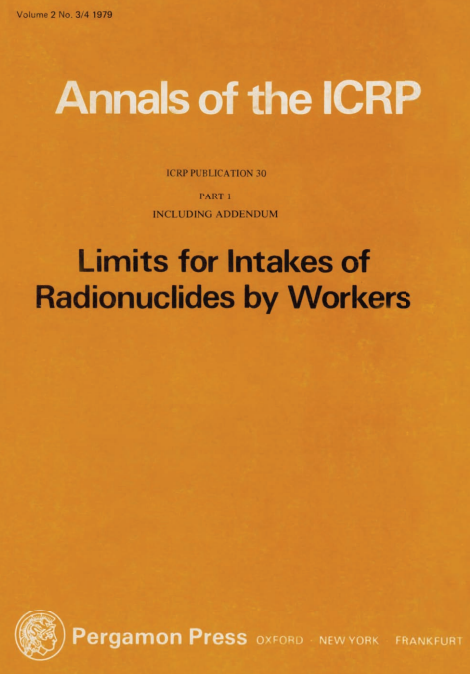 Volume 2 No. 3/4 1979
Annals of the ICRP
ICRP PUBLICATION 30
PART 1
INCLUDING ADDENDUM
Limits for Intakes of
Radionuclides by Workers
Pergamon Press OXFORD · NEW YORK FRANKFURT